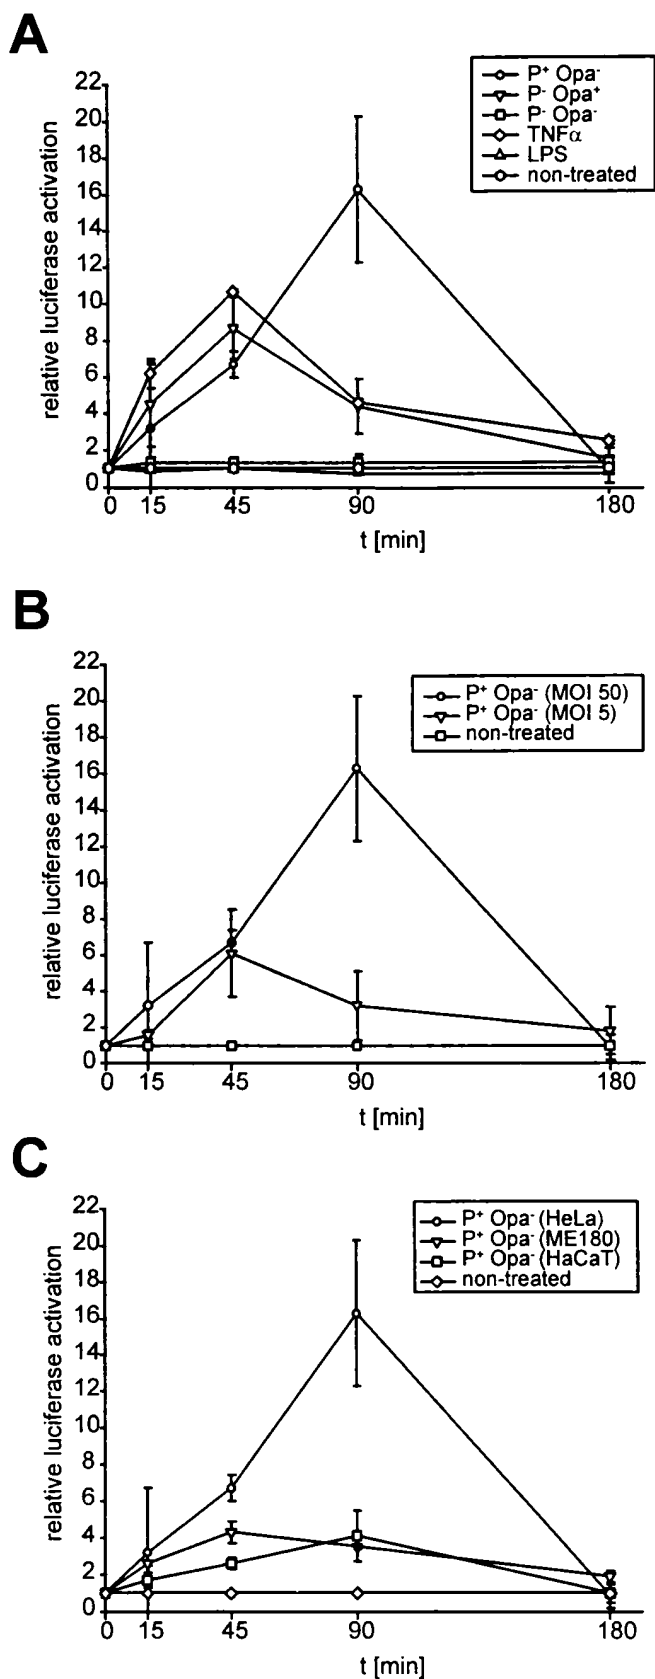 A
relative luciferase activation
22
20
18
16
14
12
10
8
6
4
2
0
0 15 45 90 180
t [min]
P⁺ Opa⁻
P⁻ Opa⁺
P⁻ Opa⁻
TNFα
LPS
non-treated
B
relative luciferase activation
22
20
18
16
14
12
10
8
6
4
2
0
0 15 45 90 180
t [min]
P⁺ Opa⁻ (MOI 50)
P⁺ Opa⁻ (MOI 5)
non-treated
C
relative luciferase activation
22
20
18
16
14
12
10
8
6
4
2
0
0 15 45 90 180
t [min]
P⁺ Opa⁻ (HeLa)
P⁺ Opa⁻ (ME180)
P⁺ Opa⁻ (HaCaT)
non-treated